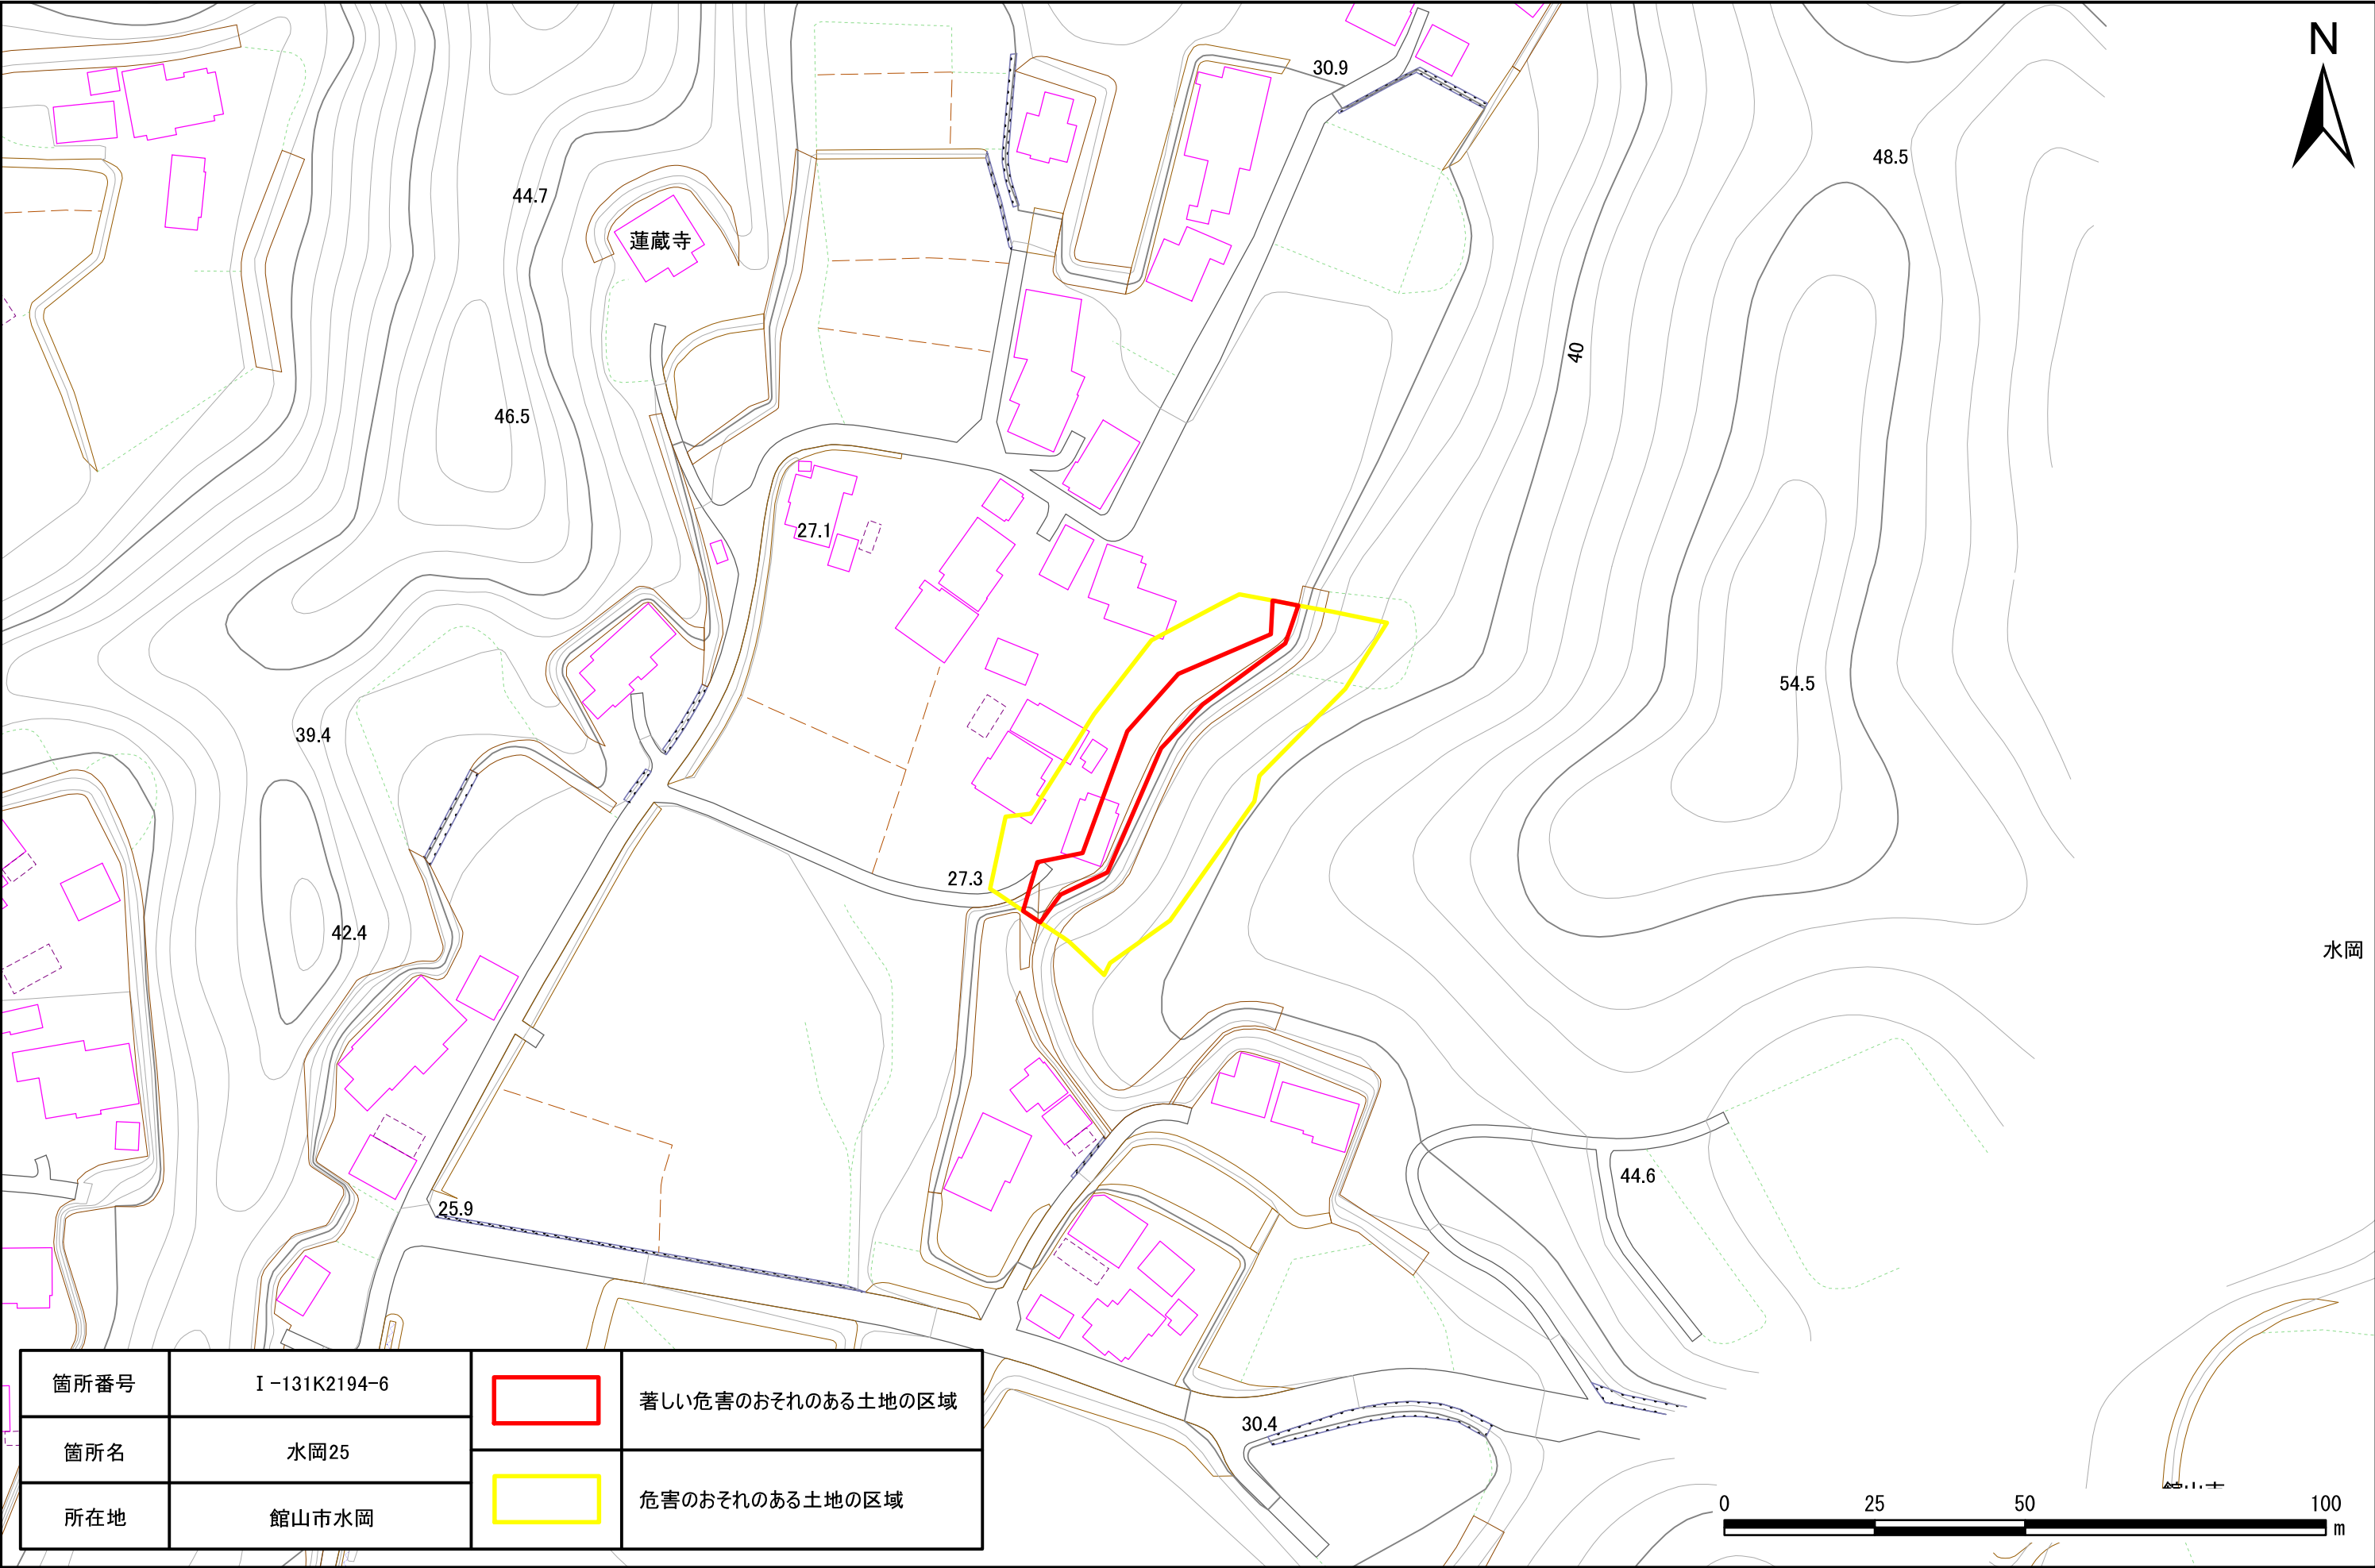 N
30.9
48.5
44.7
蓮蔵寺
40
46.5
27.1
54.5
39.4
27.3
42.4
水岡
44.6
25.9
30.4
箇所番号 Ⅰ-131K2194-6
箇所名 水岡25
所在地 館山市水岡
著しい危害のおそれのある土地の区域
危害のおそれのある土地の区域
0 25 50 100
m